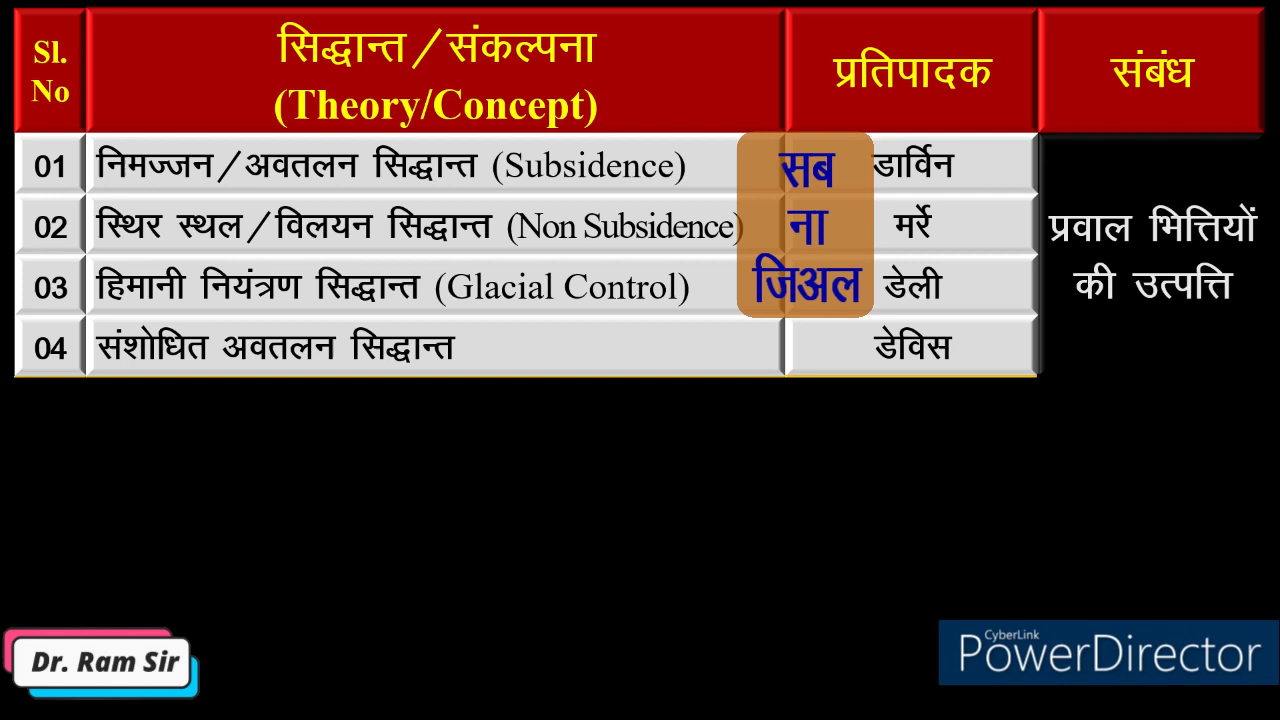 Sl. No
सिद्धान्त/संकल्पना
(Theory/Concept)
प्रतिपादक
संबंध
01 निमज्जन/अवतलन सिद्धान्त (Subsidence) सब डार्विन
02 स्थिर स्थल/विलयन सिद्धान्त (Non Subsidence) ना मर्रे
03 हिमानी नियंत्रण सिद्धान्त (Glacial Control) जिअल डेली
04 संशोधित अवतलन सिद्धान्त डेविस
प्रवाल भित्तियों
की उत्पत्ति
Dr. Ram Sir
CyberLink
PowerDirector